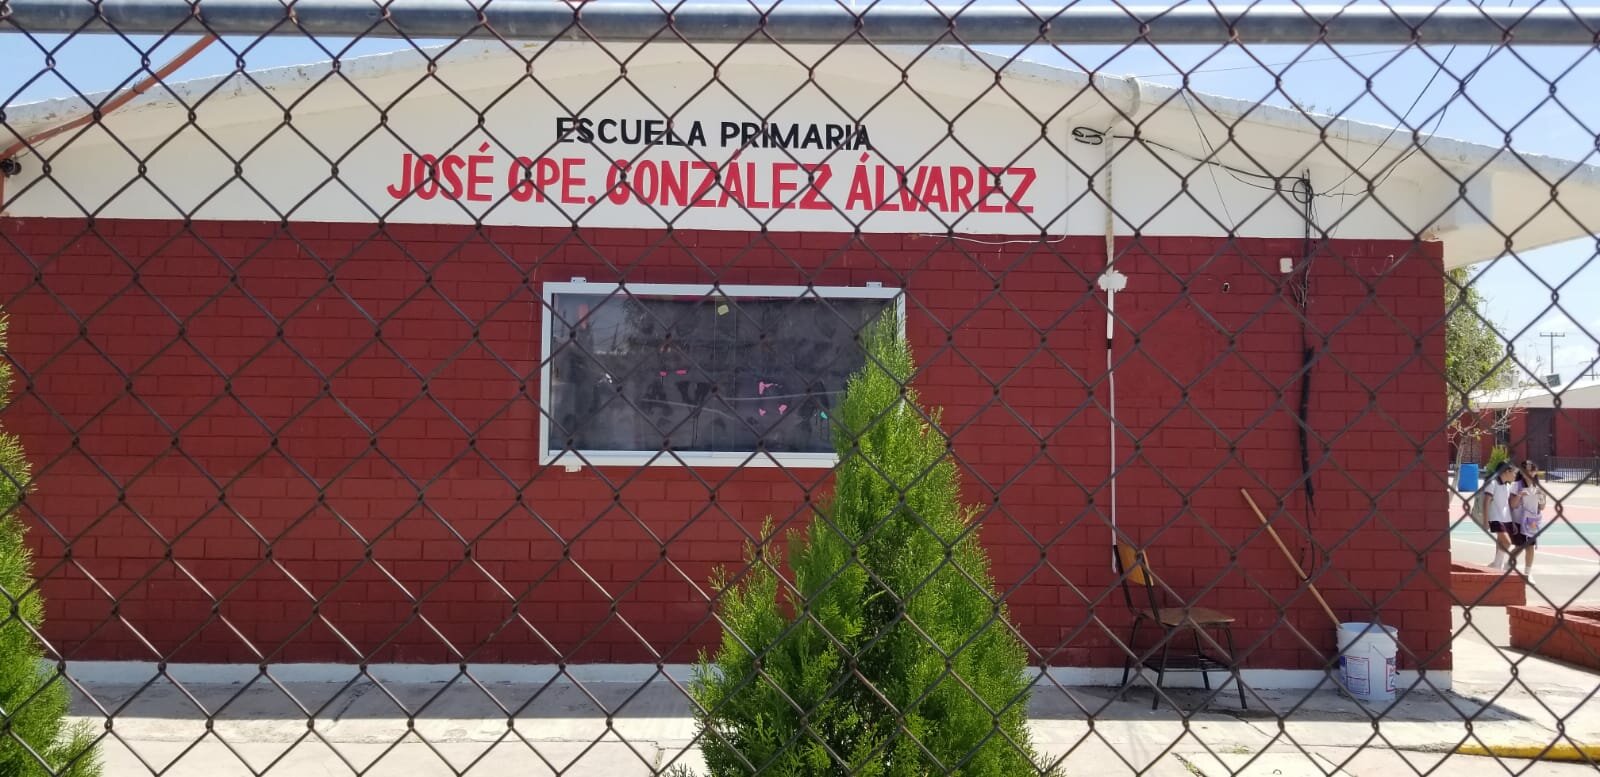 ESCUELA PRIMARIA
JOSÉ GPE. GONZÁLEZ ÁLVAREZ